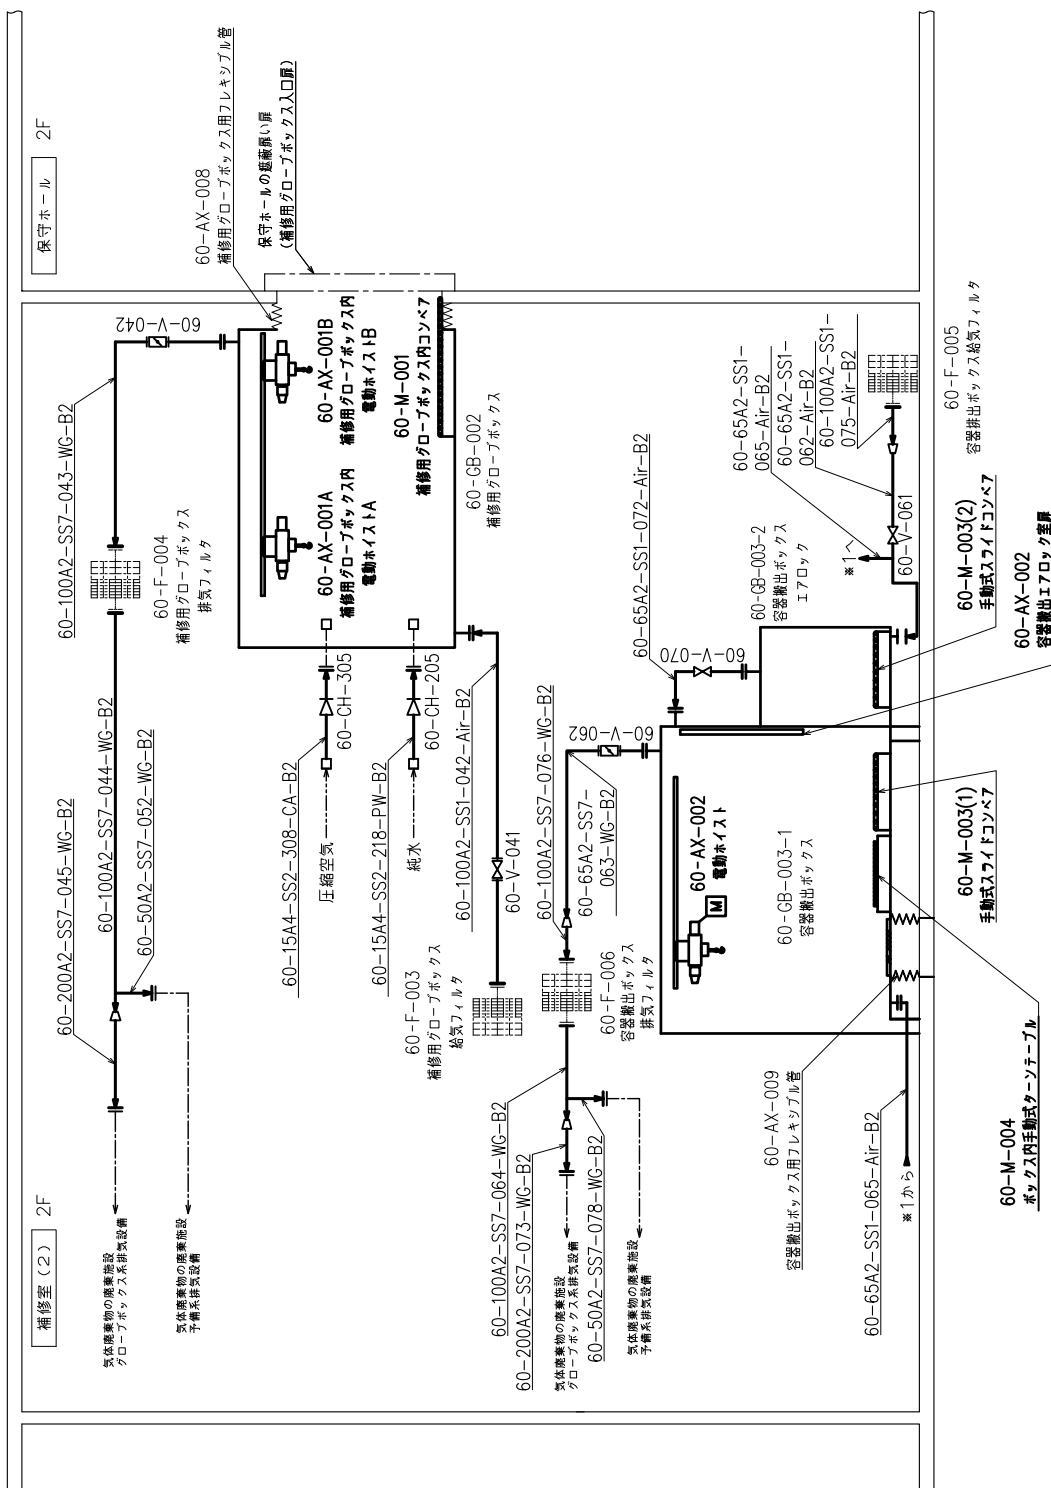 補修室(2) 2F
保守ホール 2F
気体廃棄物の廃棄施設
グローブボックス系排気設備
60-200A2-SS7-045-WG-B2
60-100A2-SS7-044-WG-B2
60-50A2-SS7-052-WG-B2
気体廃棄物の廃棄施設
予備系排気設備
60-100A2-SS7-043-WG-B2
60-F-004
補修用グローブボックス
排気フィルタ
60-V-042
60-AX-008
補修用グローブボックス用フレキシブル管
保守ホールの遮蔽扉い扉
(補修用グローブボックス入口扉)
60-15A4-SS2-308-CA-B2
圧縮空気
60-CH-305
60-15A4-SS2-218-PW-B2
純水
60-CH-205
60-AX-001A
補修用グローブボックス内
電動ホイストA
60-AX-001B
補修用グローブボックス内
電動ホイストB
60-M-001
補修用グローブボックス内コンベア
60-GB-002
補修用グローブボックス
60-F-003
補修用グローブボックス
給気フィルタ
60-100A2-SS1-042-Air-B2
60-V-041
60-100A2-SS7-064-WG-B2
60-200A2-SS7-073-WG-B2
気体廃棄物の廃棄施設
グローブボックス系排気設備
60-50A2-SS7-078-WG-B2
気体廃棄物の廃棄施設
予備系排気設備
60-100A2-SS7-076-WG-B2
60-65A2-SS7-
063-WG-B2
60-F-006
容器搬出ボックス
排気フィルタ
60-V-062
60-65A2-SS1-072-Air-B2
60-V-070
60-AX-002
電動ホイスト
M
60-GB-003-1
容器搬出ボックス
60-GB-003-2
容器搬出ボックス
エアロック
60-65A2-SS1-
065-Air-B2
60-65A2-SS1-
062-Air-B2
60-100A2-SS1-
075-Air-B2
※1へ
60-V-061
60-F-005
容器排出ボックス給気フィルタ
60-AX-009
容器搬出ボックス用フレキシブル管
60-65A2-SS1-065-Air-B2
※1から
60-M-004
ボックス内手動式ターンテーブル
60-M-003(1)
手動式スライドコンベア
60-M-003(2)
手動式スライドコンベア
60-AX-002
容器搬出エアロック室扉